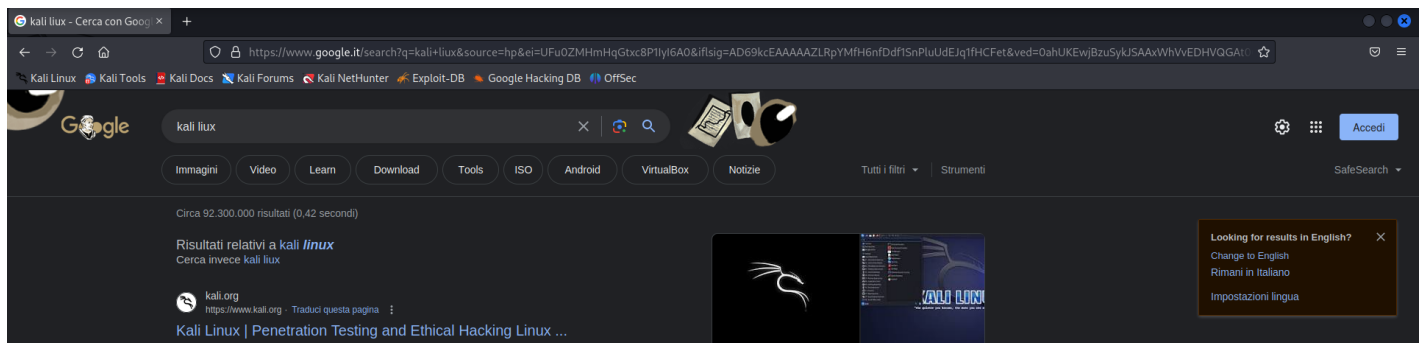 kali liux - Cerca con Goog
https://www.google.it/search?q=kali+liux&source=hp&ei=UFu0ZMHmHqGtxc8P1IyI6A0&iflsig=AD69kcEAAAAAZLRpYMfH6nfDdf1SnPluUdEJq1fHCFet&ved=0ahUKEwjBzuSykJSAAxWhVvEDHVQGAt
Kali Linux Kali Tools Kali Docs Kali Forums Kali NetHunter Exploit-DB Google Hacking DB OffSec
Google kali liux Accedi
Immagini Video Learn Download Tools ISO Android VirtualBox Notizie Tutti i filtri Strumenti SafeSearch
Circa 92.300.000 risultati (0,42 secondi)
Risultati relativi a kali linux
Cerca invece kali liux
kali.org
https://www.kali.org · Traduci questa pagina
Kali Linux | Penetration Testing and Ethical Hacking Linux ...
KALI LINU
Looking for results in English?
Change to English
Rimani in Italiano
Impostazioni lingua